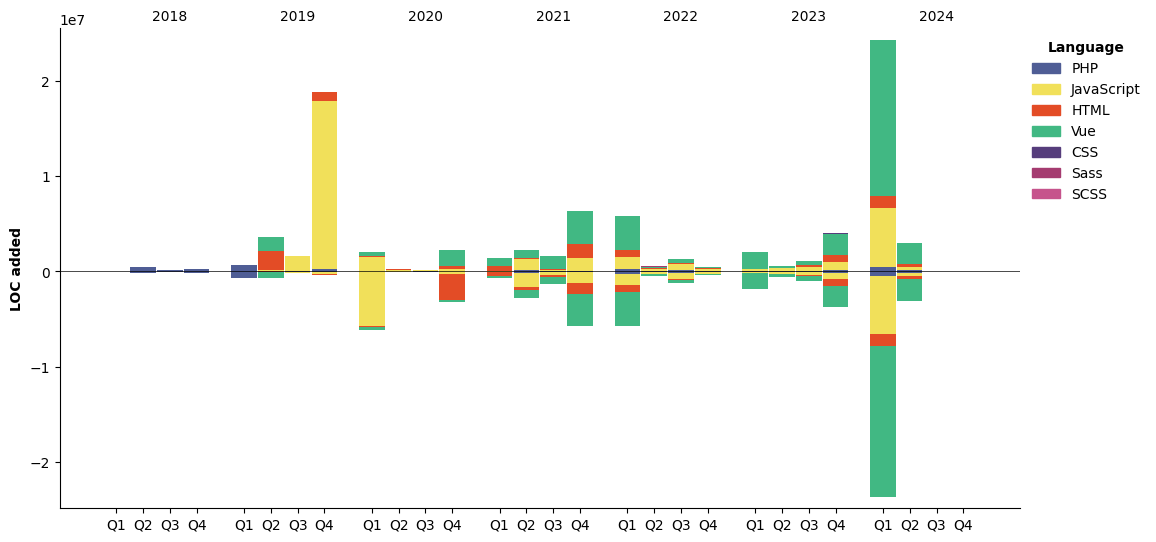 2018 2019 2020 2021 2022 2023 2024
1e7
Language
PHP
JavaScript
HTML
Vue
CSS
Sass
SCSS
LOC added
2
1
0
−1
−2
Q1 Q2 Q3 Q4 Q1 Q2 Q3 Q4 Q1 Q2 Q3 Q4 Q1 Q2 Q3 Q4 Q1 Q2 Q3 Q4 Q1 Q2 Q3 Q4 Q1 Q2 Q3 Q4